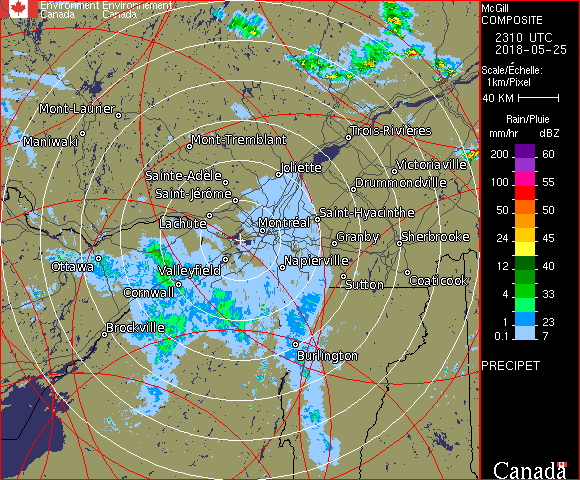 Environment Environnement
Canada Canada
McGill
COMPOSITE
2310 UTC
2018-05-25
Scale/Échelle:
1km/Pixel
40 KM
Rain/Pluie
mm/hr dBZ
200 60
100 55
50 50
24 45
12 40
4 33
1 23
0.1 7
PRECIPET
Canada
Mont-Laurier
Maniwaki
Mont-Tremblant
Trois-Rivières
Joliette
Victoriaville
Sainte-Adèle
Drummondville
Saint-Jérôme
Saint-Hyacinthe
Lachute
Montréal
Granby
Sherbrooke
Ottawa
Valleyfield
Napierville
Sutton
Coaticook
Cornwall
Brockville
Burlington